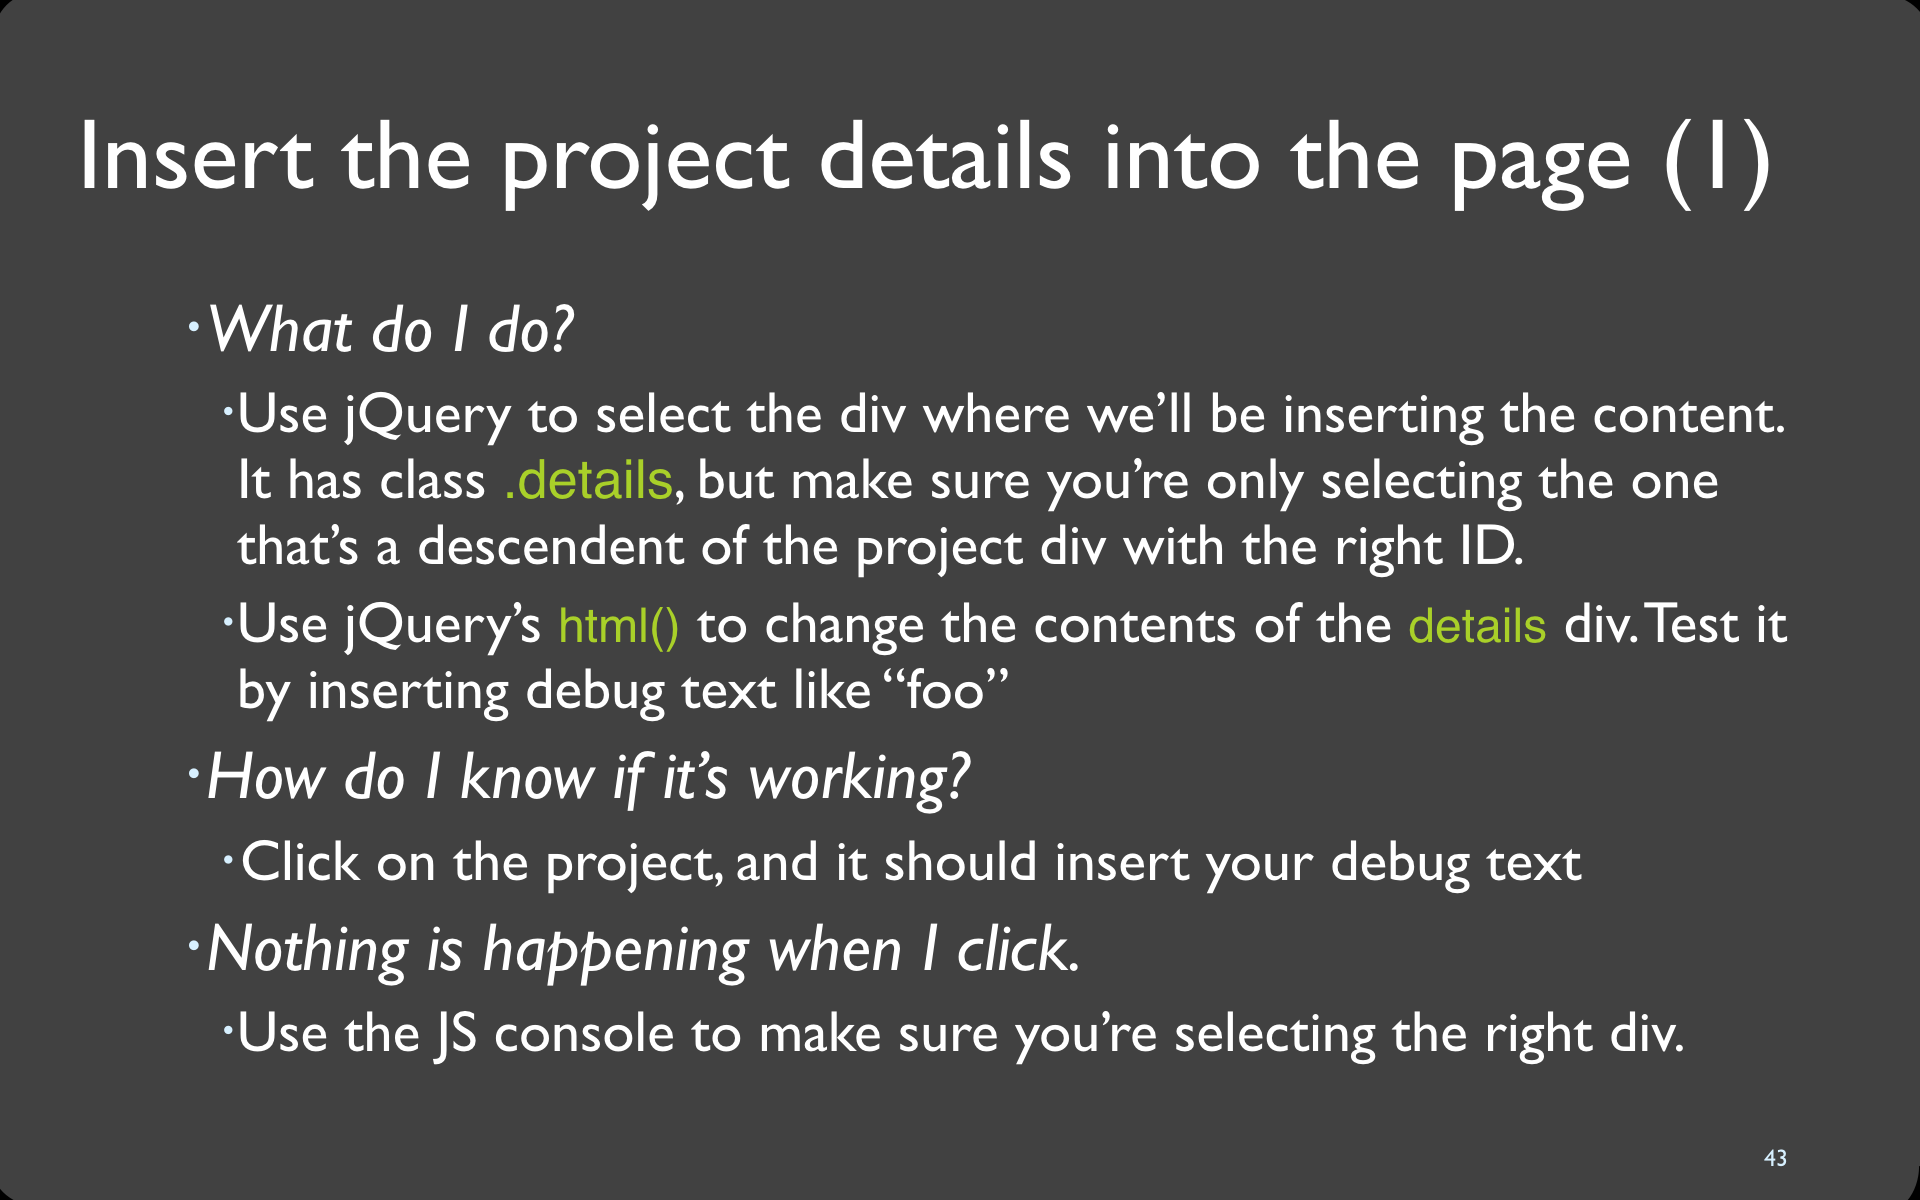 Insert the project details into the page (1)
•What do I do?
•Use jQuery to select the div where we’ll be inserting the content.
It has class .details, but make sure you’re only selecting the one
that’s a descendent of the project div with the right ID.
•Use jQuery’s html() to change the contents of the details div. Test it
by inserting debug text like “foo”
•How do I know if it’s working?
•Click on the project, and it should insert your debug text
•Nothing is happening when I click.
•Use the JS console to make sure you’re selecting the right div.
43